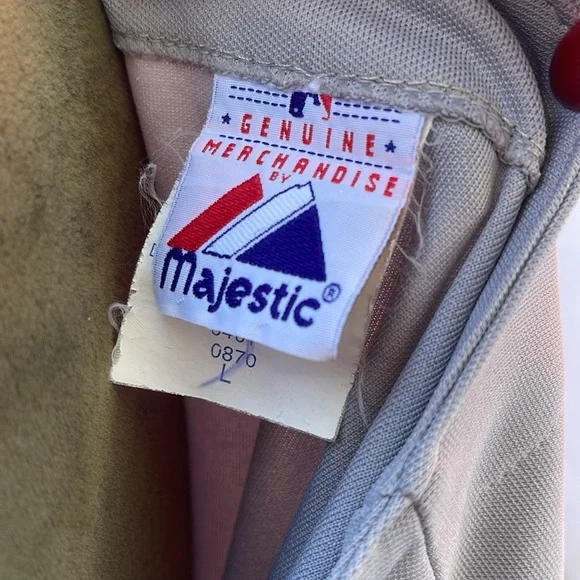 GENUINE
MERCHANDISE
BY
Majestic®
0870
L